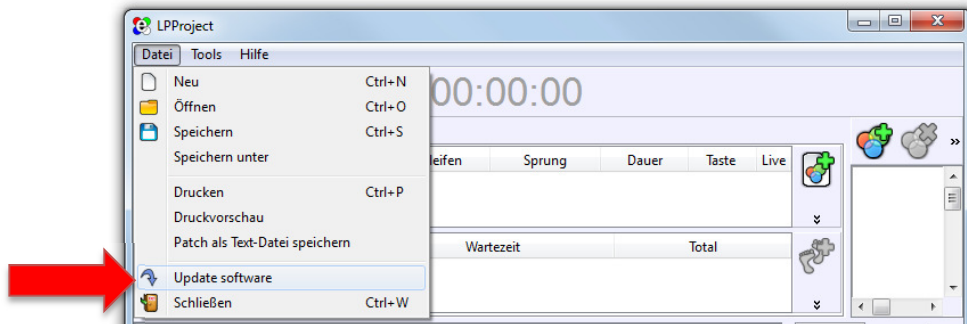 LPProject
Datei Tools Hilfe
Neu Ctrl+N
Öffnen Ctrl+O
Speichern Ctrl+S
Speichern unter
Drucken Ctrl+P
Druckvorschau
Patch als Text-Datei speichern
Update software
Schließen Ctrl+W
00:00:00
leifen Sprung Dauer Taste Live
Wartezeit Total